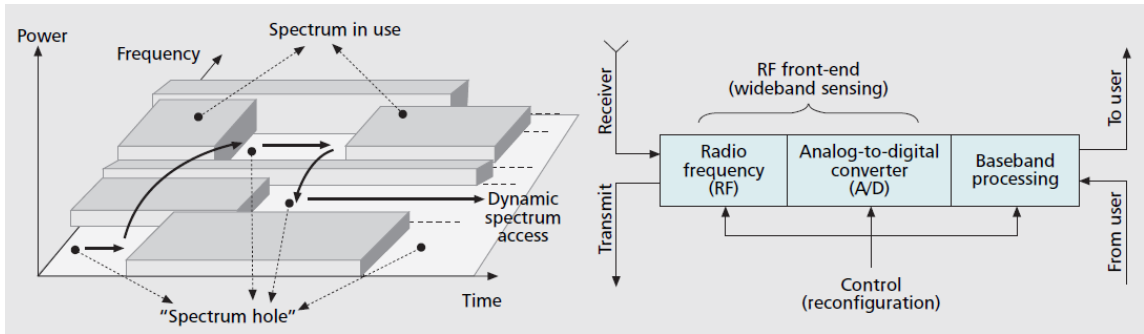 Power
Frequency
Spectrum in use
Dynamic
spectrum
access
Time
"Spectrum hole"
RF front-end
(wideband sensing)
Receiver
Transmit
Radio
frequency
(RF)
Analog-to-digital
converter
(A/D)
Baseband
processing
To user
From user
Control
(reconfiguration)